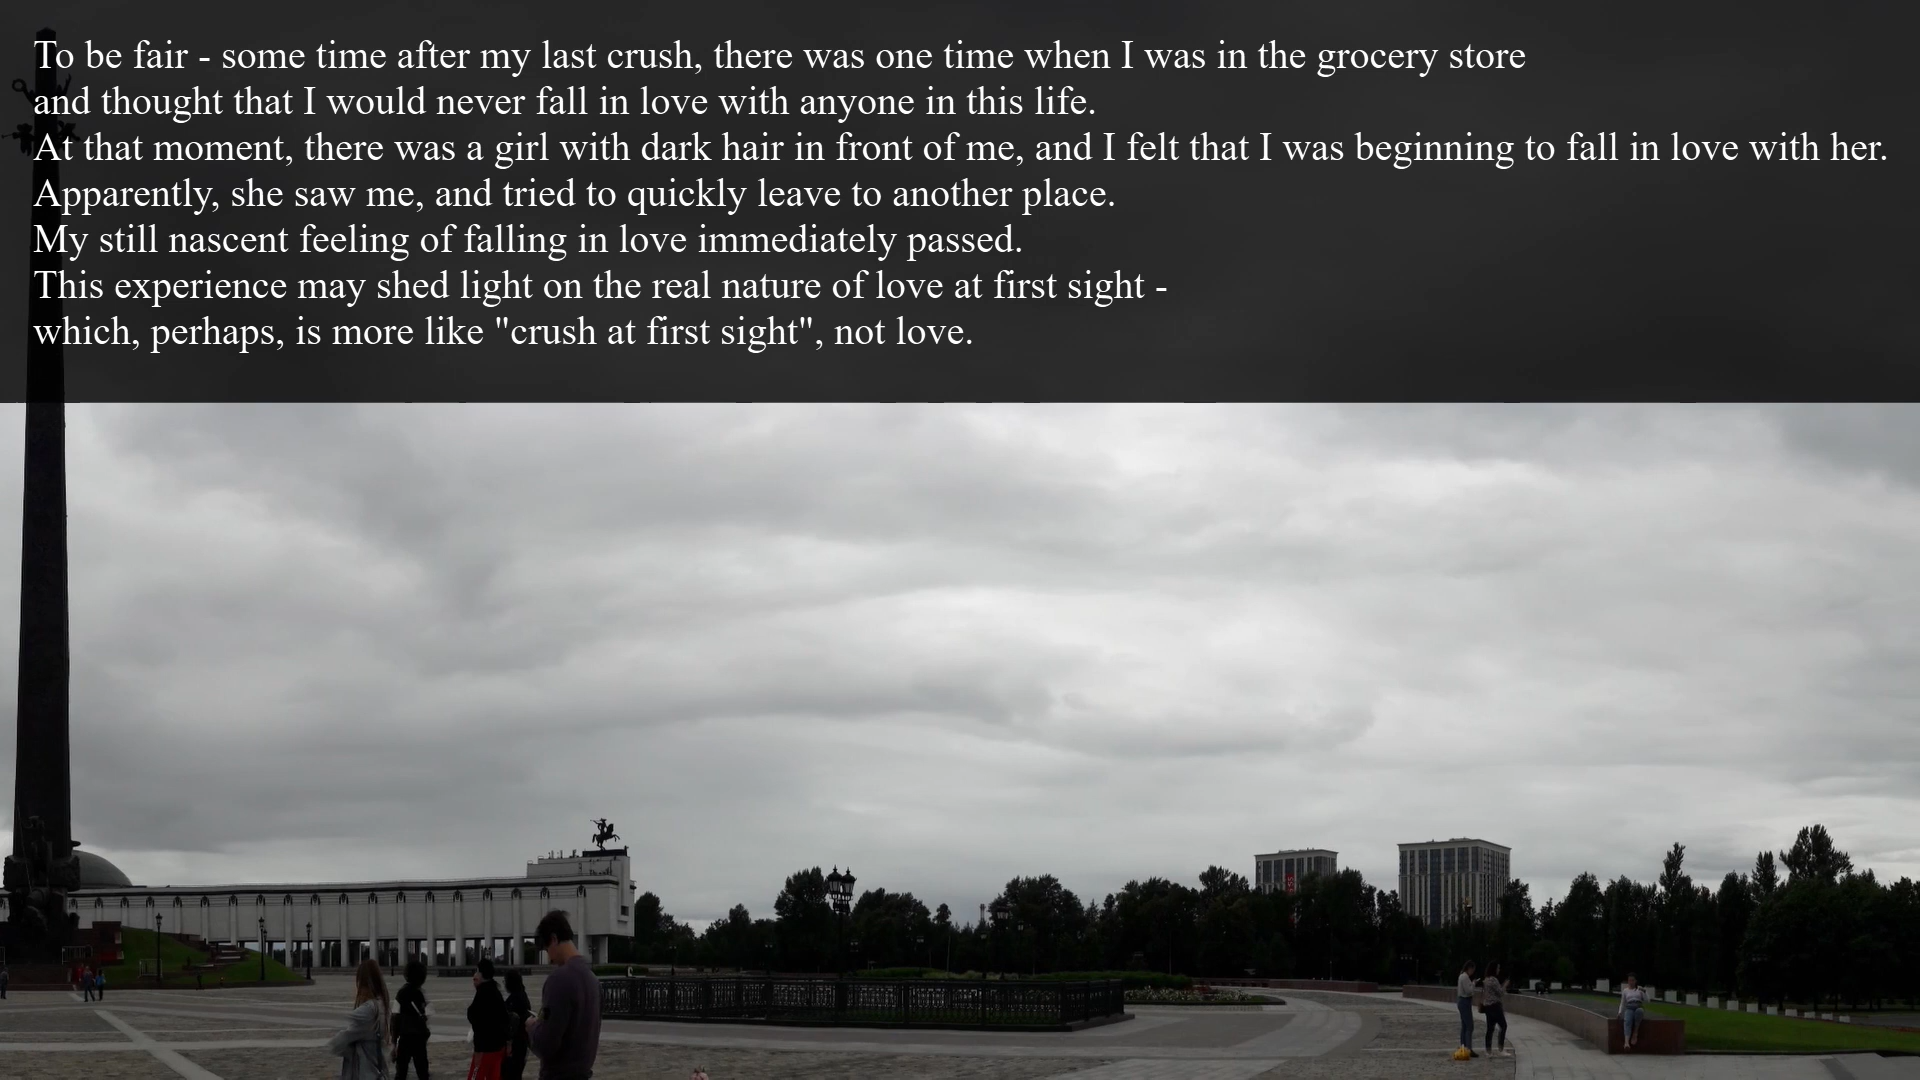 To be fair - some time after my last crush, there was one time when I was in the grocery store
and thought that I would never fall in love with anyone in this life.
At that moment, there was a girl with dark hair in front of me, and I felt that I was beginning to fall in love with her.
Apparently, she saw me, and tried to quickly leave to another place.
My still nascent feeling of falling in love immediately passed.
This experience may shed light on the real nature of love at first sight -
which, perhaps, is more like "crush at first sight", not love.